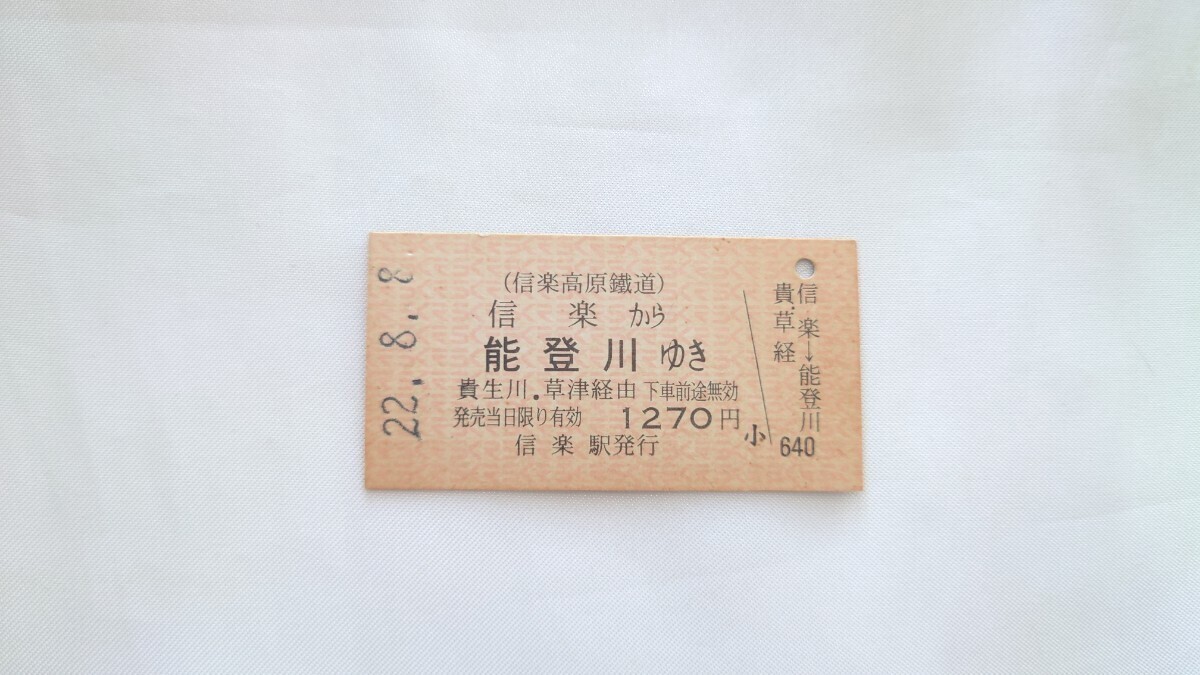 22.-8.-8
(信楽高原鐵道)
信楽から
能登川ゆき
貴生川.草津経由 下車前途無効
発売当日限り有効 1270円
信楽駅発行
小
信楽→能登川
貴.草経
640